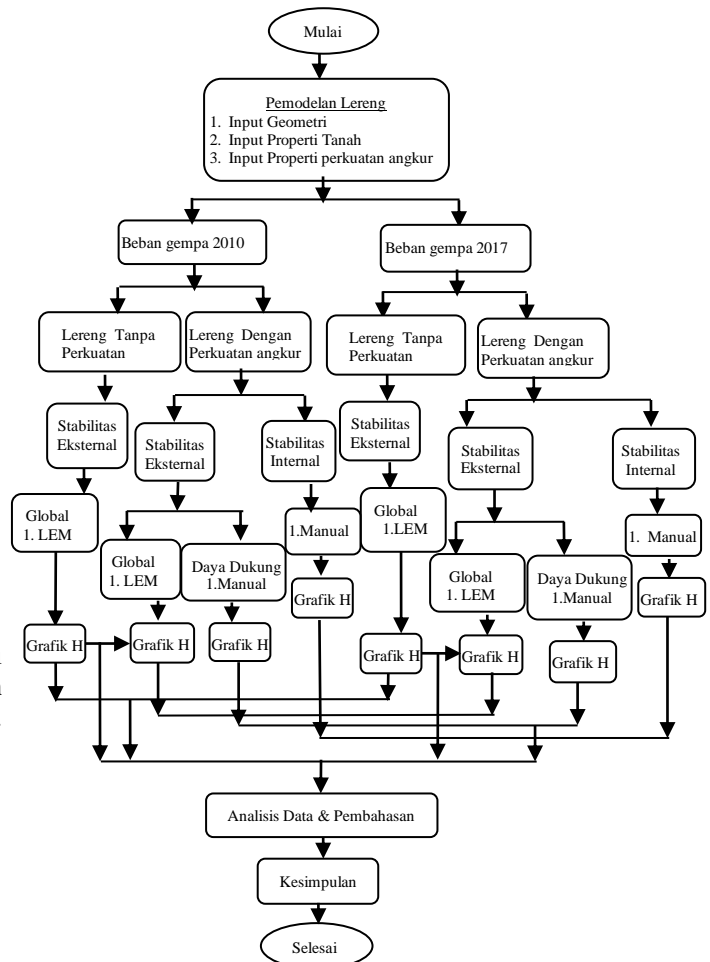 Mulai
Pemodelan Lereng
1. Input Geometri
2. Input Properti Tanah
3. Input Properti perkuatan angkur
Beban gempa 2010
Beban gempa 2017
Lereng Tanpa
Perkuatan
Lereng Dengan
Perkuatan angkur
Lereng Tanpa
Perkuatan
Lereng Dengan
Perkuatan angkur
Stabilitas
Eksternal
Stabilitas
Eksternal
Stabilitas
Internal
Stabilitas
Eksternal
Stabilitas
Eksternal
Stabilitas
Internal
Global
1. LEM
Global
1. LEM
Daya Dukung
1.Manual
1.Manual
Global
1.LEM
Global
1. LEM
Daya Dukung
1.Manual
1. Manual
Grafik H
Grafik H
Grafik H
Grafik H
Grafik H
Grafik H
Grafik H
Grafik H
Analisis Data & Pembahasan
Kesimpulan
Selesai